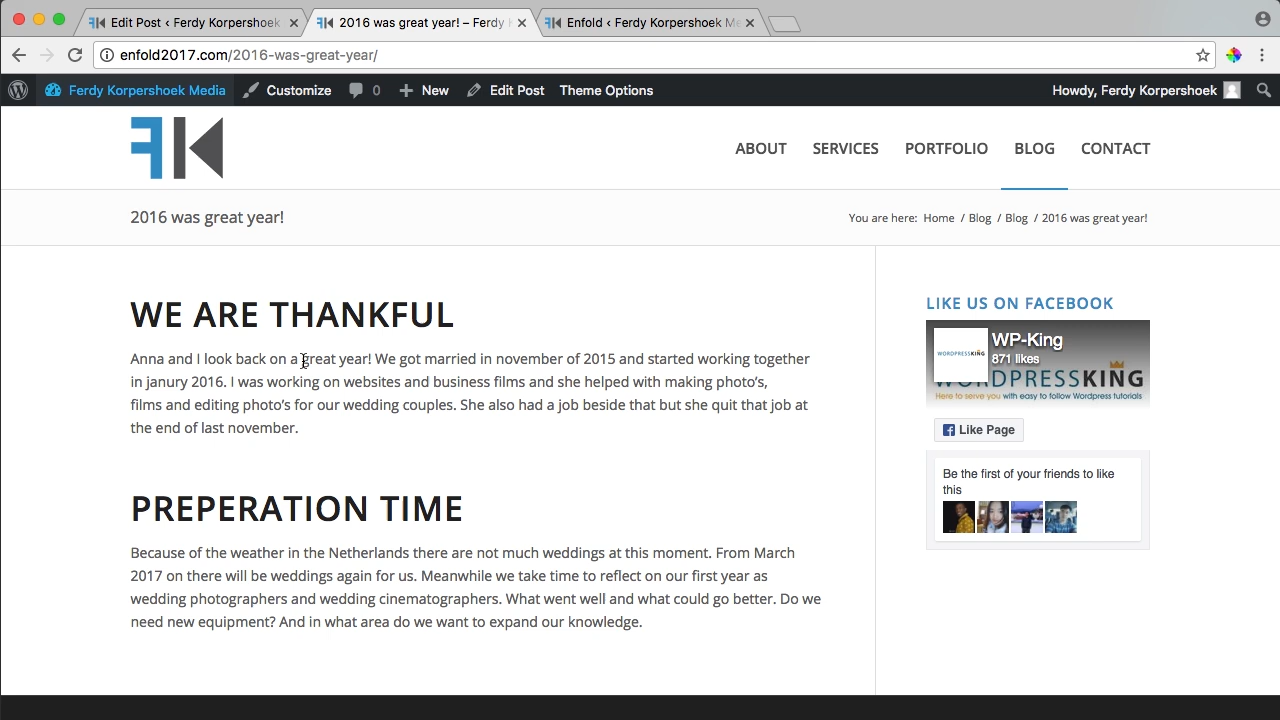 Edit Post ‹ Ferdy Korpershoek
2016 was great year! – Ferdy K
Enfold ‹ Ferdy Korpershoek Me
enfold2017.com/2016-was-great-year/
Ferdy Korpershoek Media
Customize
0
New
Edit Post
Theme Options
Howdy, Ferdy Korpershoek
FK
ABOUT
SERVICES
PORTFOLIO
BLOG
CONTACT
2016 was great year!
You are here: Home / Blog / Blog / 2016 was great year!
WE ARE THANKFUL
Anna and I look back on a great year! We got married in november of 2015 and started working together
in janury 2016. I was working on websites and business films and she helped with making photo's,
films and editing photo's for our wedding couples. She also had a job beside that but she quit that job at
the end of last november.
PREPERATION TIME
Because of the weather in the Netherlands there are not much weddings at this moment. From March
2017 on there will be weddings again for us. Meanwhile we take time to reflect on our first year as
wedding photographers and wedding cinematographers. What went well and what could go better. Do we
need new equipment? And in what area do we want to expand our knowledge.
LIKE US ON FACEBOOK
WORDPRESSKING
WP-King
871 likes
WORDPRESSKING
Here to serve you with easy to follow Wordpress tutorials
Like Page
Be the first of your friends to like
this